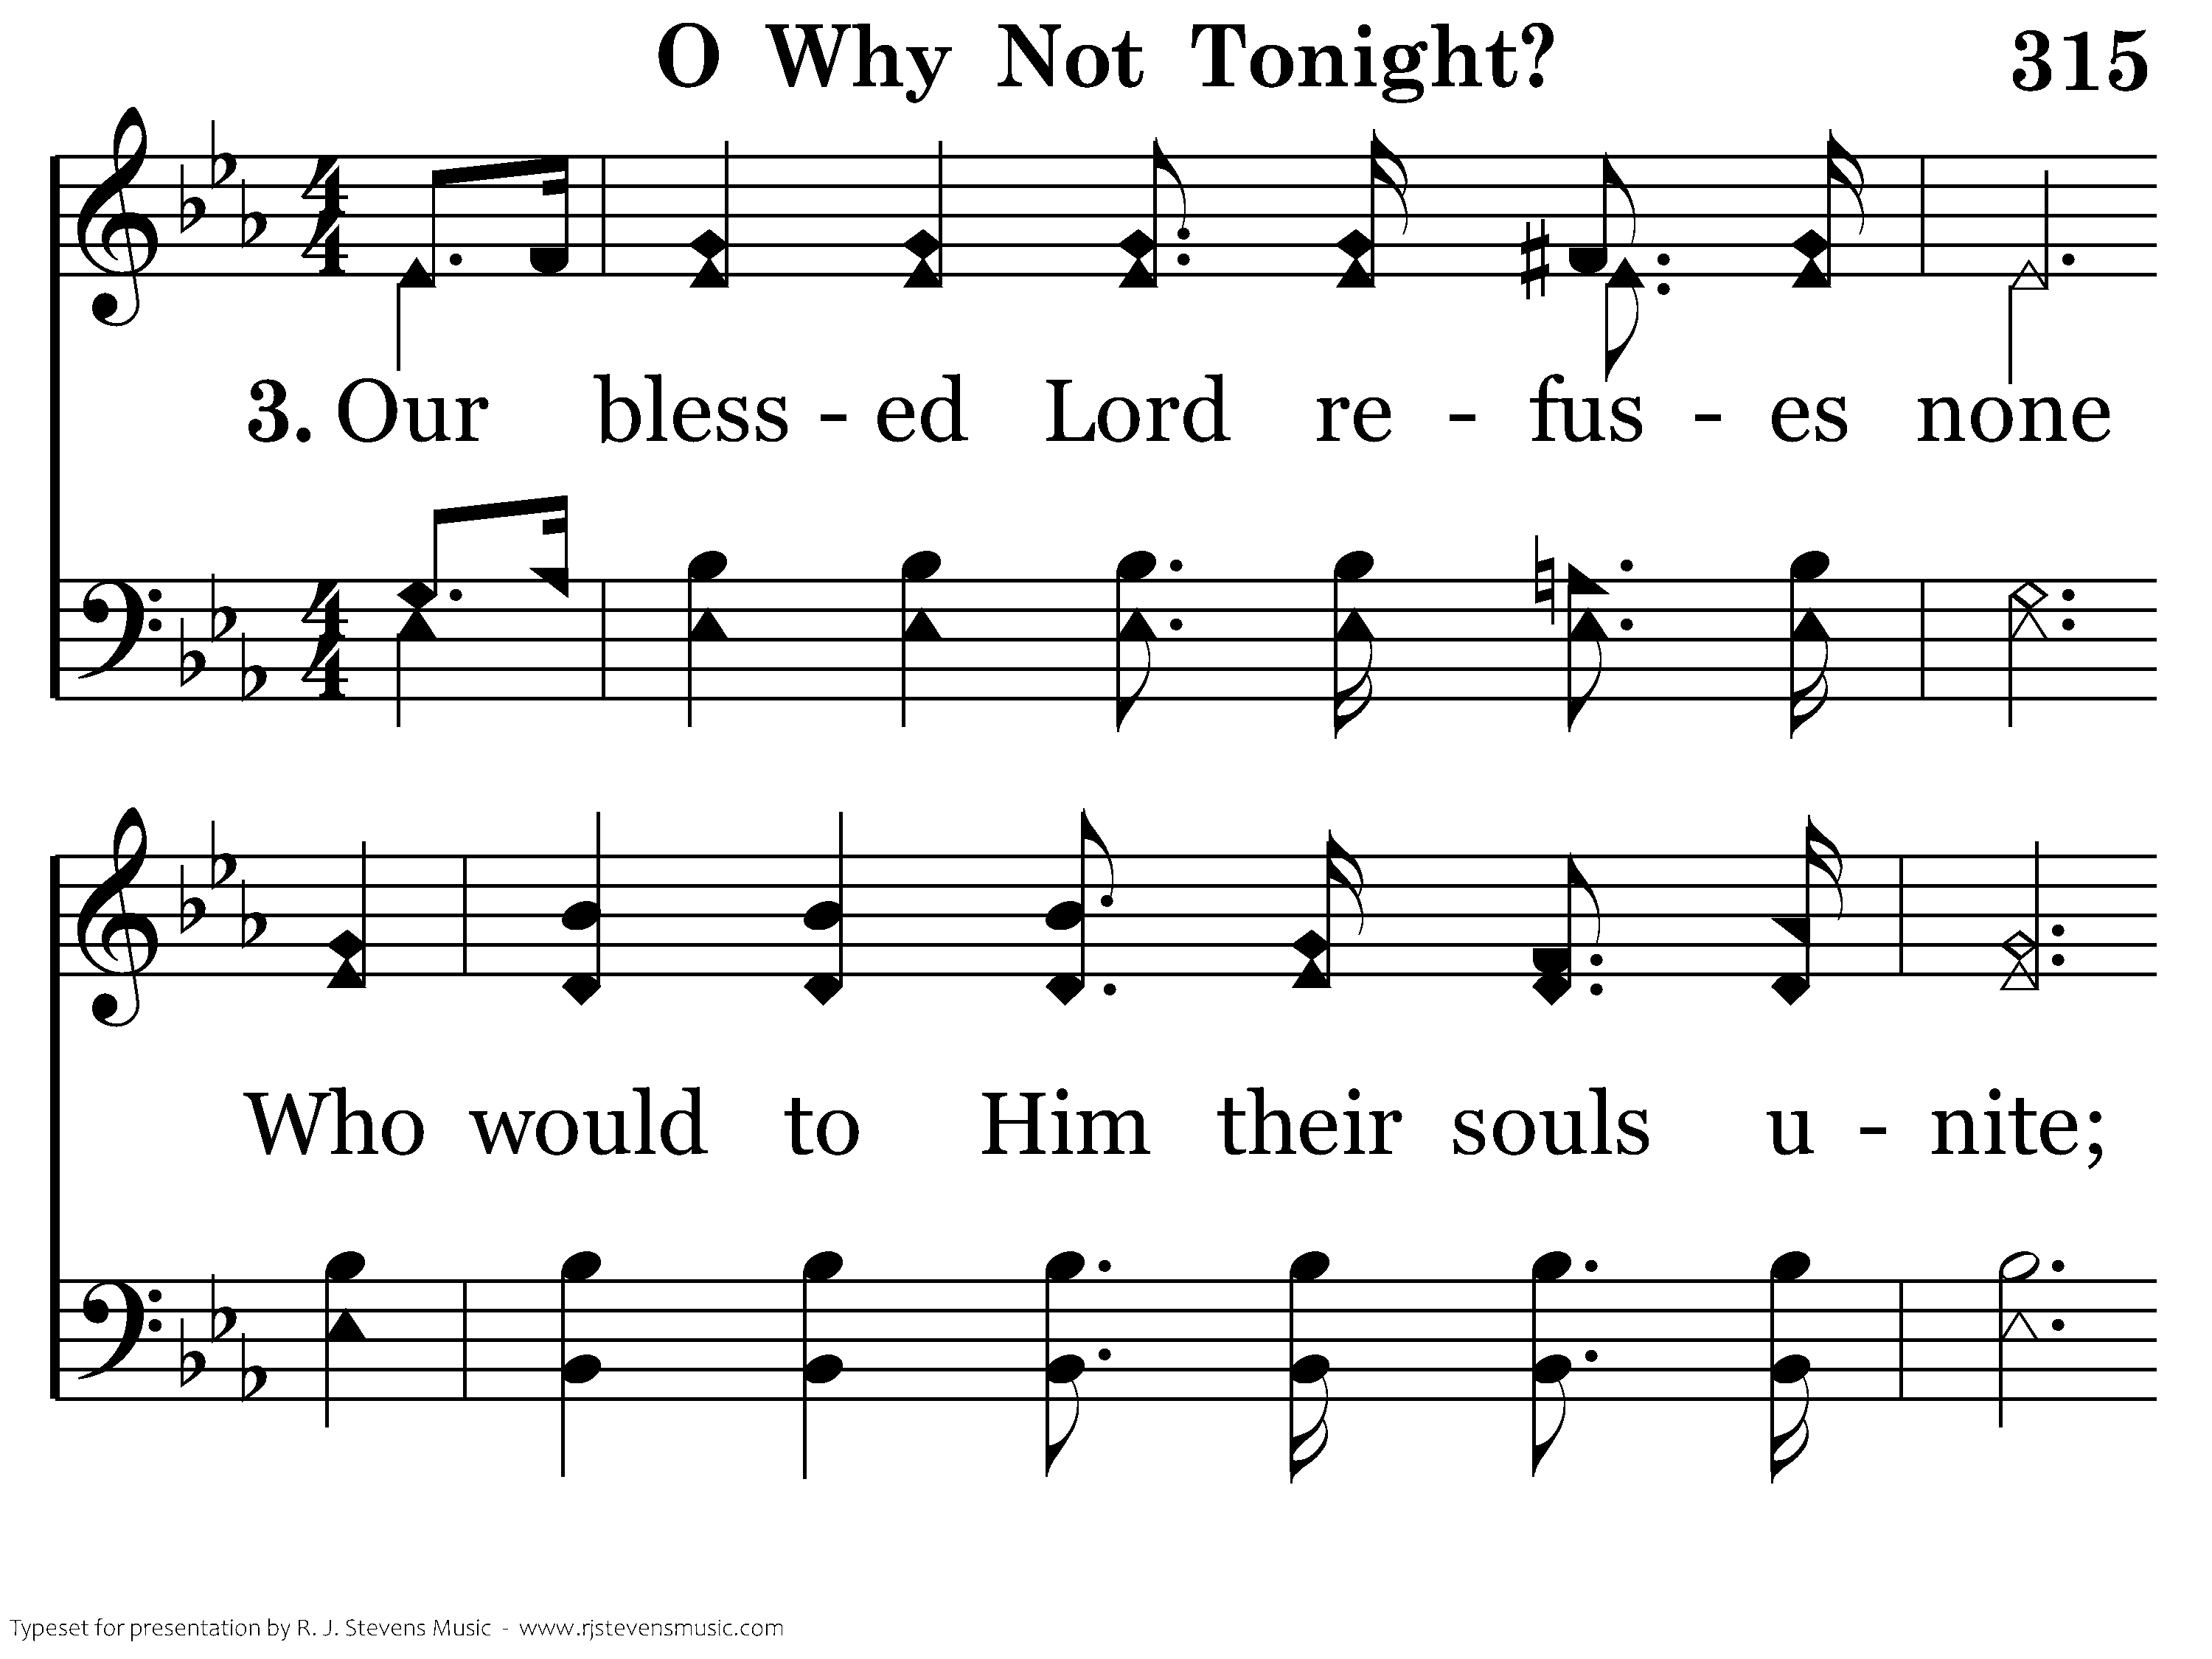 O Why Not Tonight? 315
3. Our bless - ed Lord re - fus - es none
Who would to Him their souls u - nite;
Typeset for presentation by R. J. Stevens Music - www.rjstevensmusic.com